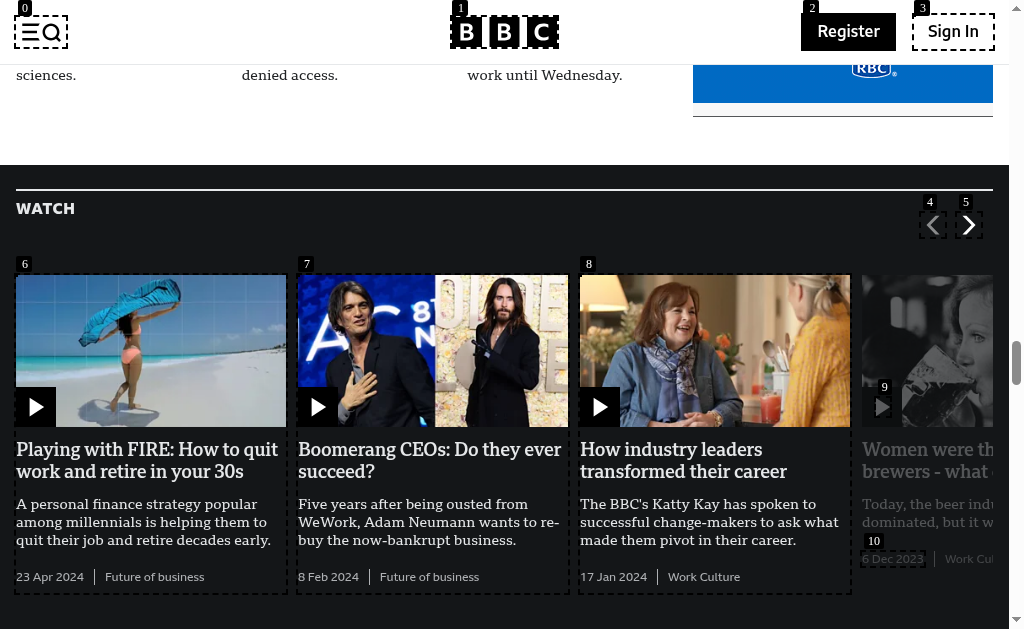 0
1
2
3
BBC
Register
Sign In
sciences.
denied access.
work until Wednesday.
RBC
WATCH
4
5
6
7
8
9
Playing with FIRE: How to quit
work and retire in your 30s
A personal finance strategy popular
among millennials is helping them to
quit their job and retire decades early.
23 Apr 2024
Future of business
Boomerang CEOs: Do they ever
succeed?
Five years after being ousted from
WeWork, Adam Neumann wants to re-
buy the now-bankrupt business.
8 Feb 2024
Future of business
How industry leaders
transformed their career
The BBC's Katty Kay has spoken to
successful change-makers to ask what
made them pivot in their career.
17 Jan 2024
Work Culture
Women were th
brewers - what
Today, the beer indu
dominated, but it w
10
6 Dec 2023
Work Cul